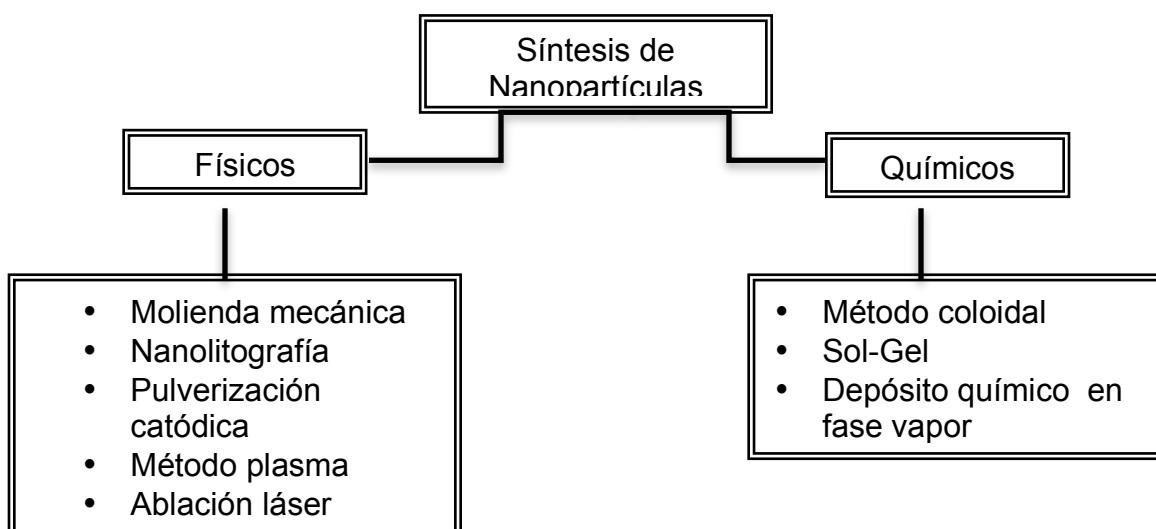 Síntesis de
Nanopartículas
Físicos
Químicos
• Molienda mecánica
• Nanolitografía
• Pulverización
catódica
• Método plasma
• Ablación láser
• Método coloidal
• Sol-Gel
• Depósito químico en
fase vapor